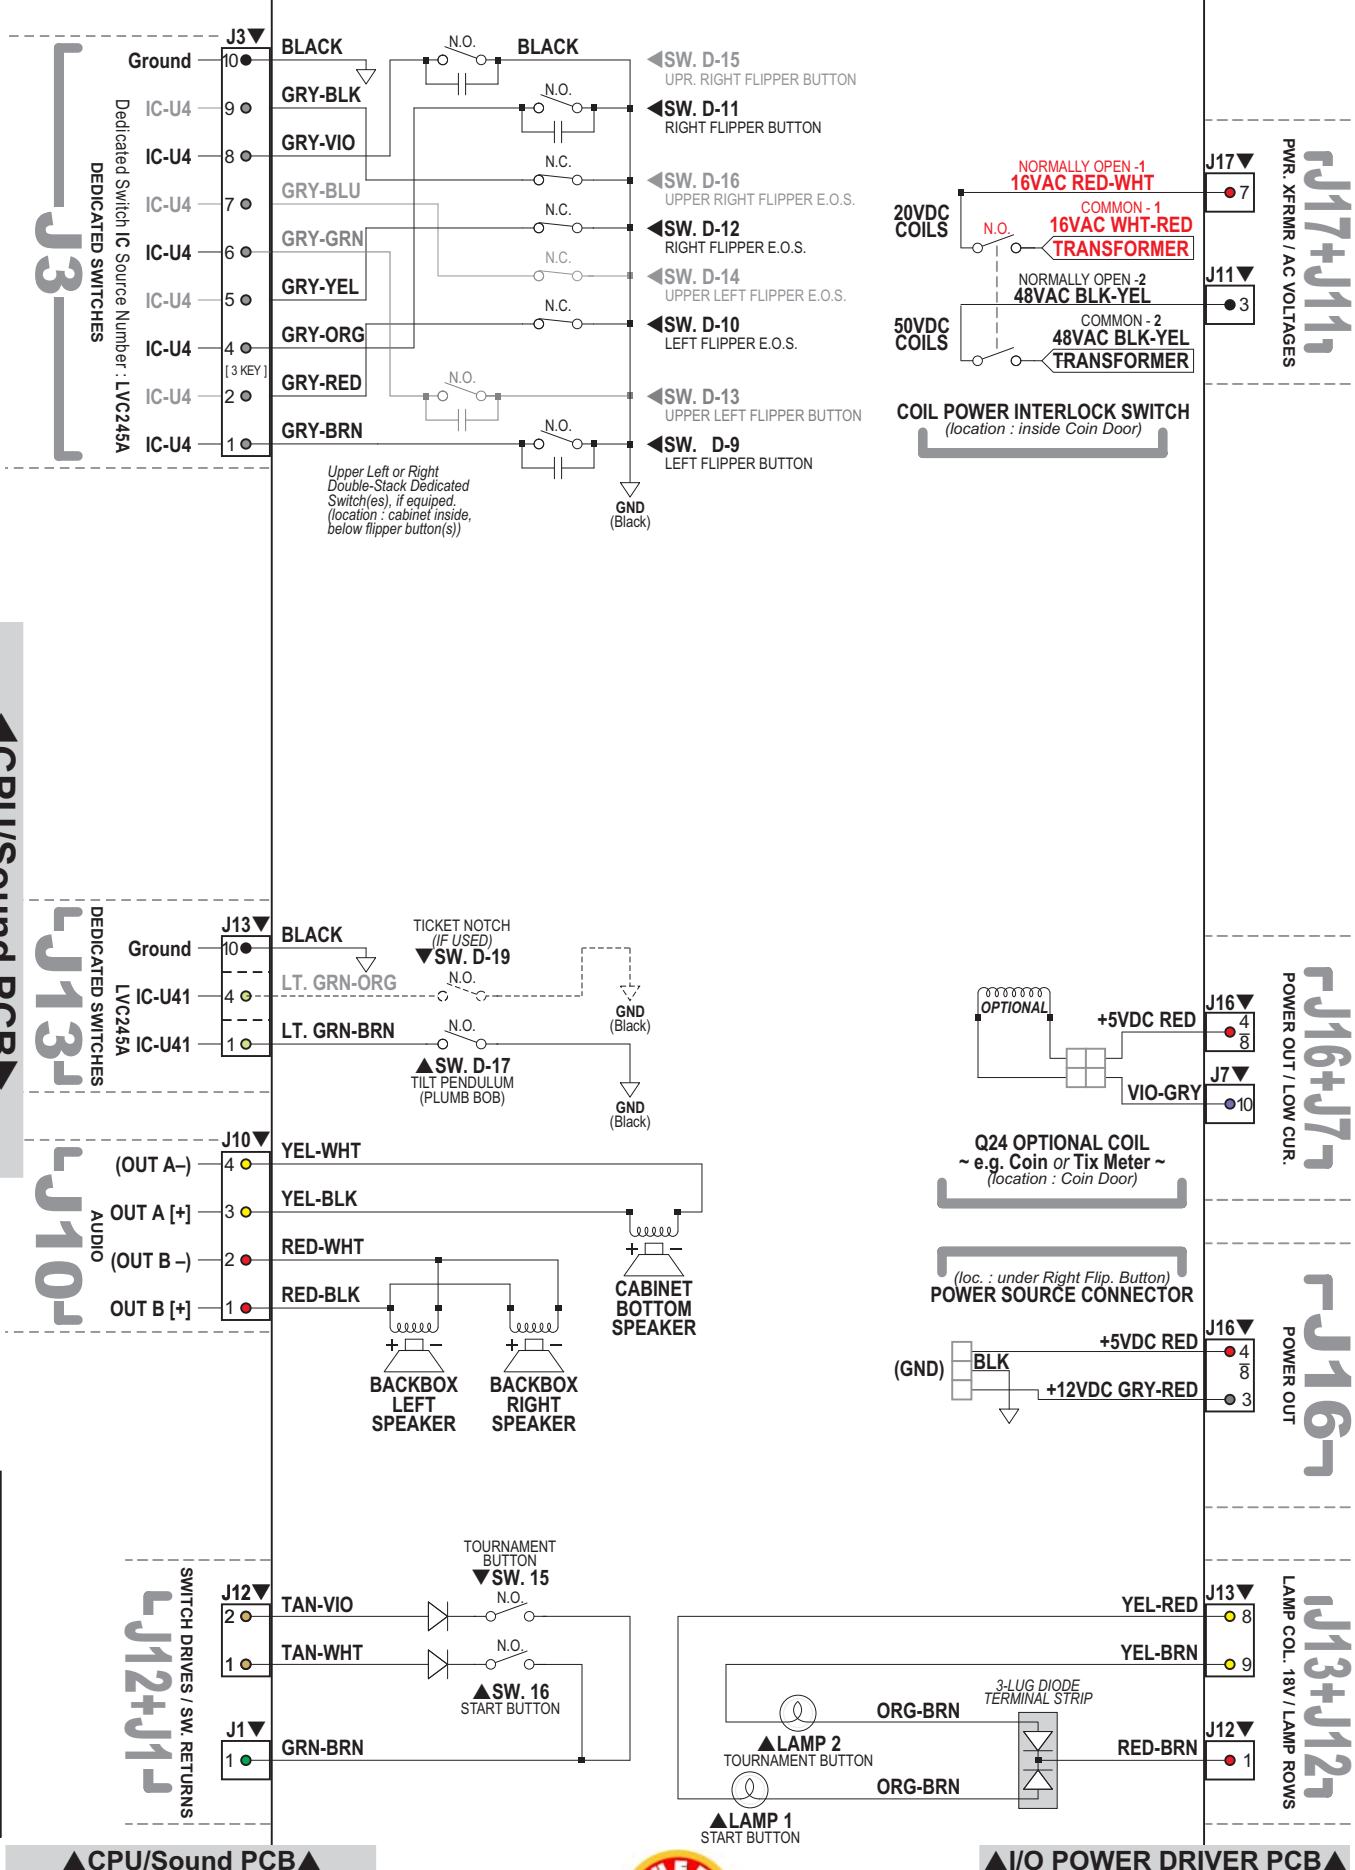 J3▼
Ground
10
BLACK
N.O.
BLACK
◀SW. D-15
UPR. RIGHT FLIPPER BUTTON
IC-U4
9
GRY-BLK
N.O.
◀SW. D-11
RIGHT FLIPPER BUTTON
IC-U4
8
GRY-VIO
N.C.
◀SW. D-16
UPPER RIGHT FLIPPER E.O.S.
IC-U4
7
GRY-BLU
N.C.
◀SW. D-12
RIGHT FLIPPER E.O.S.
IC-U4
6
GRY-GRN
N.C.
◀SW. D-14
UPPER LEFT FLIPPER E.O.S.
IC-U4
5
GRY-YEL
N.C.
◀SW. D-10
LEFT FLIPPER E.O.S.
IC-U4
4
GRY-ORG
[ 3 KEY ]
IC-U4
2
GRY-RED
N.O.
◀SW. D-13
UPPER LEFT FLIPPER BUTTON
IC-U4
1
GRY-BRN
N.O.
◀SW. D-9
LEFT FLIPPER BUTTON
GND
(Black)
Upper Left or Right
Double-Stack Dedicated
Switch(es), if equiped.
(location : cabinet inside,
below flipper button(s))
Dedicated Switch IC Source Number : LVC245A
DEDICATED SWITCHES
J3
NORMALLY OPEN -1
16VAC RED-WHT
J17▼
7
20VDC
COILS
COMMON - 1
16VAC WHT-RED
N.O.
TRANSFORMER
NORMALLY OPEN -2
48VAC BLK-YEL
J11▼
3
50VDC
COILS
COMMON - 2
48VAC BLK-YEL
TRANSFORMER
COIL POWER INTERLOCK SWITCH
(location : inside Coin Door)
PWR. XFRMR / AC VOLTAGES
J17+J11
◀CPU/Sound PCB▶
J13▼
Ground
10
BLACK
TICKET NOTCH
(IF USED)
▼SW. D-19
IC-U41
4
LT. GRN-ORG
N.O.
GND
(Black)
IC-U41
1
LT. GRN-BRN
N.O.
▲SW. D-17
TILT PENDULUM
(PLUMB BOB)
GND
(Black)
LVC245A
DEDICATED SWITCHES
J13
OPTIONAL
+5VDC RED
J16▼
4
8
J7▼
VIO-GRY
10
Q24 OPTIONAL COIL
~ e.g. Coin or Tix Meter ~
(location : Coin Door)
POWER OUT / LOW CUR.
J16+J7
J10▼
(OUT A–)
4
YEL-WHT
OUT A [+]
3
YEL-BLK
(OUT B –)
2
RED-WHT
OUT B [+]
1
RED-BLK
AUDIO
J10
+ –
CABINET
BOTTOM
SPEAKER
+ –
BACKBOX
LEFT
SPEAKER
+ –
BACKBOX
RIGHT
SPEAKER
(loc. : under Right Flip. Button)
POWER SOURCE CONNECTOR
J16▼
+5VDC RED
4
8
(GND)
BLK
+12VDC GRY-RED
3
POWER OUT
J16
TOURNAMENT
BUTTON
▼SW. 15
J12▼
2
TAN-VIO
N.O.
1
TAN-WHT
N.O.
▲SW. 16
START BUTTON
J1▼
1
GRN-BRN
SWITCH DRIVES / SW. RETURNS
J12+J1
J13▼
YEL-RED
8
YEL-BRN
9
3-LUG DIODE
TERMINAL STRIP
ORG-BRN
▲LAMP 2
TOURNAMENT BUTTON
J12▼
RED-BRN
1
ORG-BRN
▲LAMP 1
START BUTTON
LAMP COL. 18V / LAMP ROWS
J13+J12
▲CPU/Sound PCB▲
▲I/O POWER DRIVER PCB▲